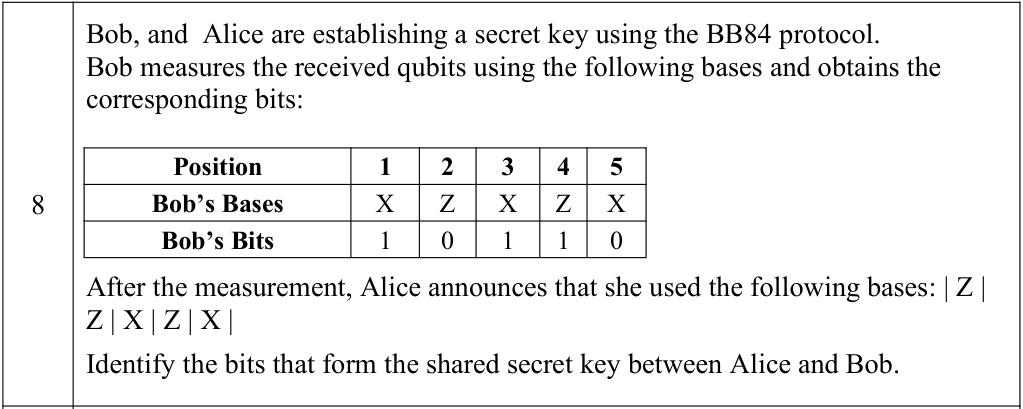 Bob, and Alice are establishing a secret key using the BB84 protocol.
Bob measures the received qubits using the following bases and obtains the
corresponding bits:
Position 1 2 3 4 5
8 Bob’s Bases X Z X Z X
Bob’s Bits 1 0 1 1 0
After the measurement, Alice announces that she used the following bases: | Z |
Z | X | Z | X |
Identify the bits that form the shared secret key between Alice and Bob.